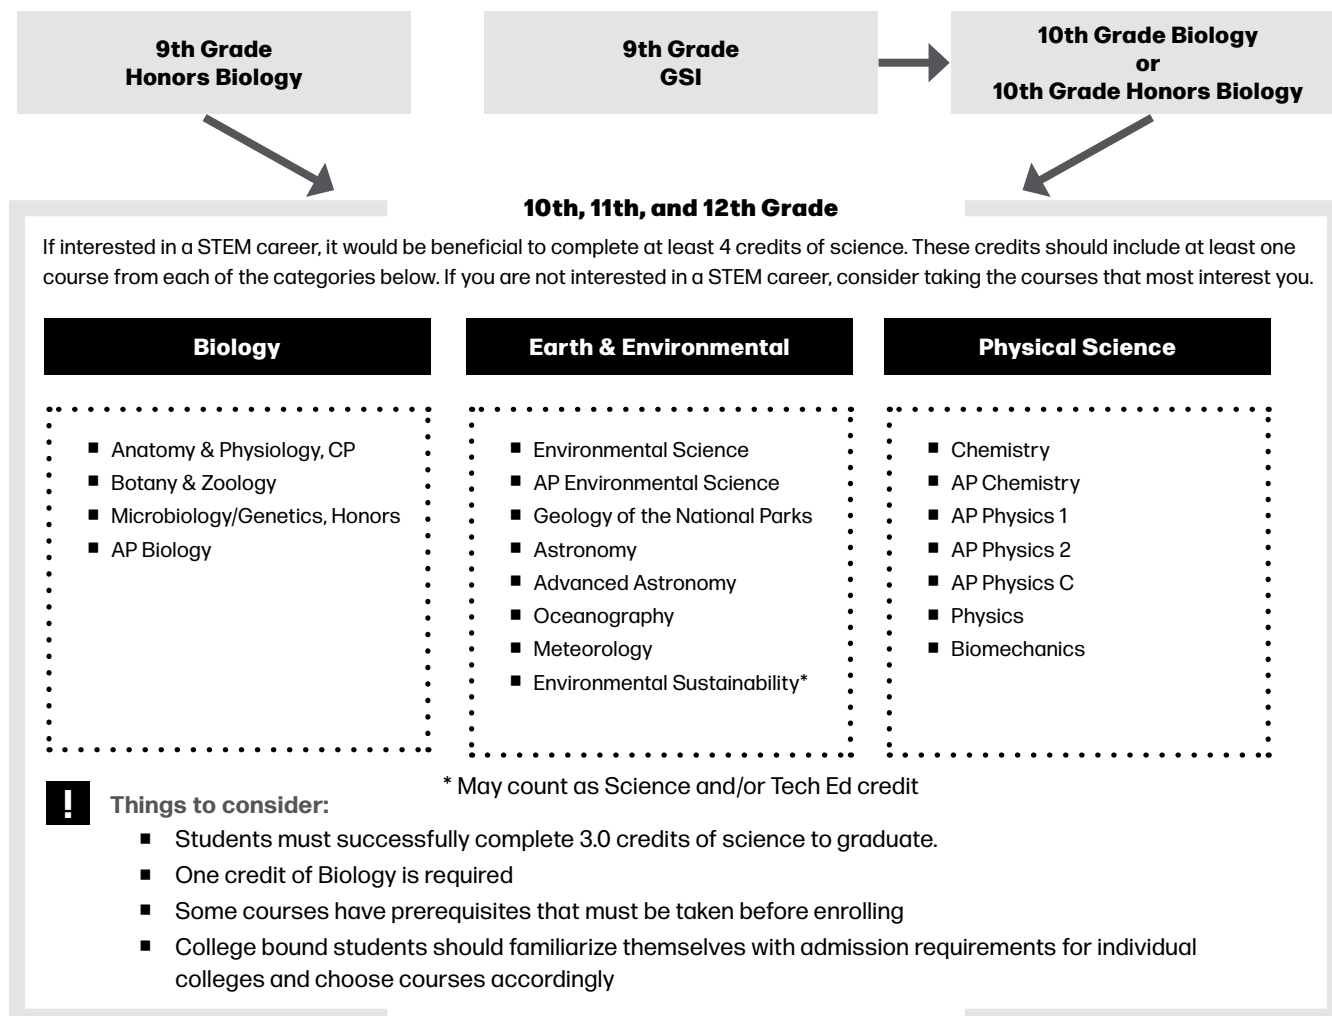 9th Grade
Honors Biology
9th Grade
GSI
10th Grade Biology
or
10th Grade Honors Biology
10th, 11th, and 12th Grade
If interested in a STEM career, it would be beneficial to complete at least 4 credits of science. These credits should include at least one
course from each of the categories below. If you are not interested in a STEM career, consider taking the courses that most interest you.
Biology
■ Anatomy & Physiology, CP
■ Botany & Zoology
■ Microbiology/Genetics, Honors
■ AP Biology
Earth & Environmental
■ Environmental Science
■ AP Environmental Science
■ Geology of the National Parks
■ Astronomy
■ Advanced Astronomy
■ Oceanography
■ Meteorology
■ Environmental Sustainability*
Physical Science
■ Chemistry
■ AP Chemistry
■ AP Physics 1
■ AP Physics 2
■ AP Physics C
■ Physics
■ Biomechanics
* May count as Science and/or Tech Ed credit
! Things to consider:
■ Students must successfully complete 3.0 credits of science to graduate.
■ One credit of Biology is required
■ Some courses have prerequisites that must be taken before enrolling
■ College bound students should familiarize themselves with admission requirements for individual
colleges and choose courses accordingly